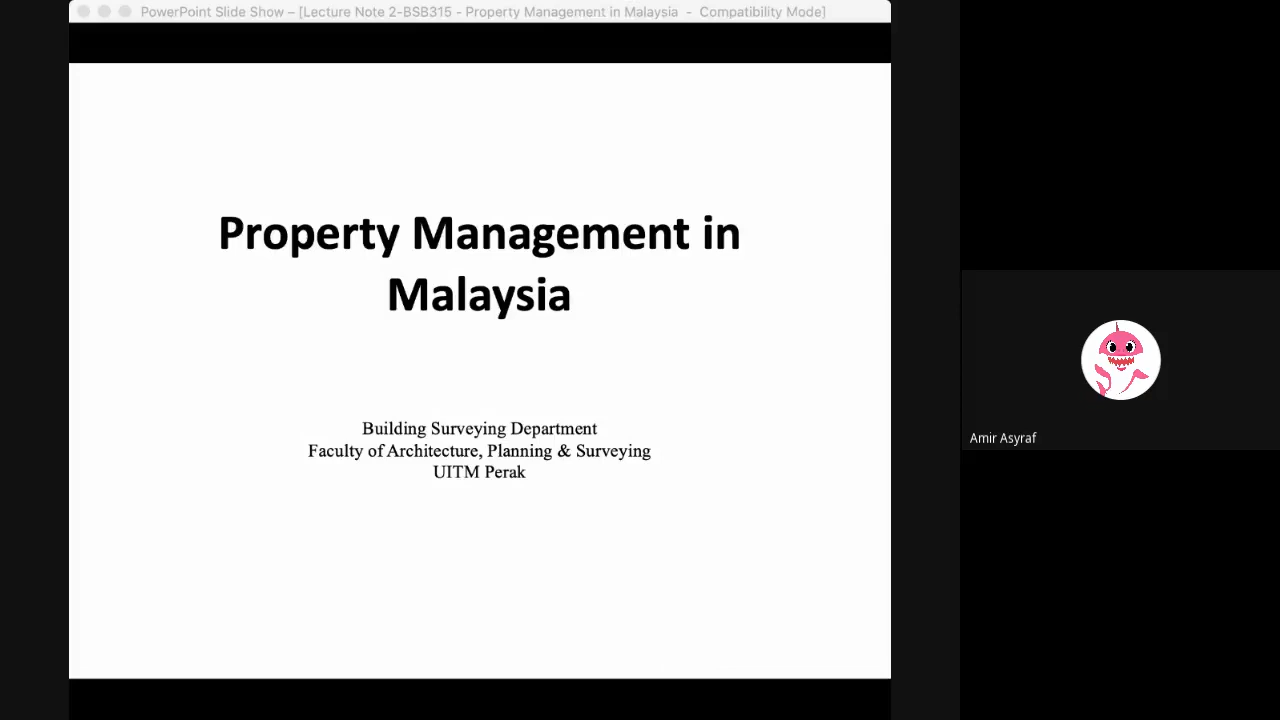 PowerPoint Slide Show – [Lecture Note 2-BSB315 - Property Management in Malaysia - Compatibility Mode]
Property Management in
Malaysia
Building Surveying Department
Faculty of Architecture, Planning & Surveying
UITM Perak
Amir Asyraf